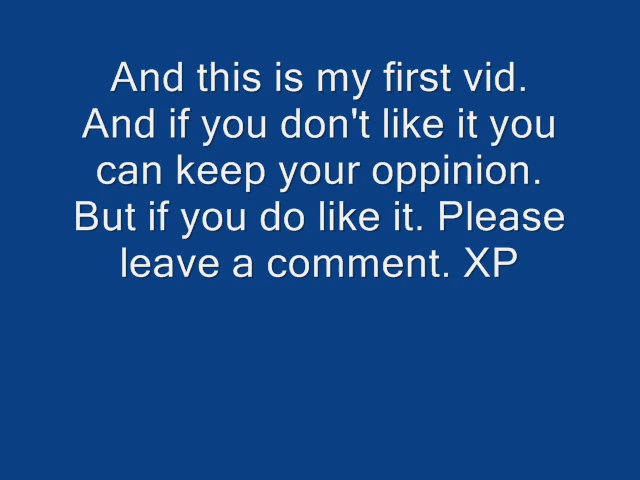 And this is my first vid.
And if you don't like it you
can keep your oppinion.
But if you do like it. Please
leave a comment. XP